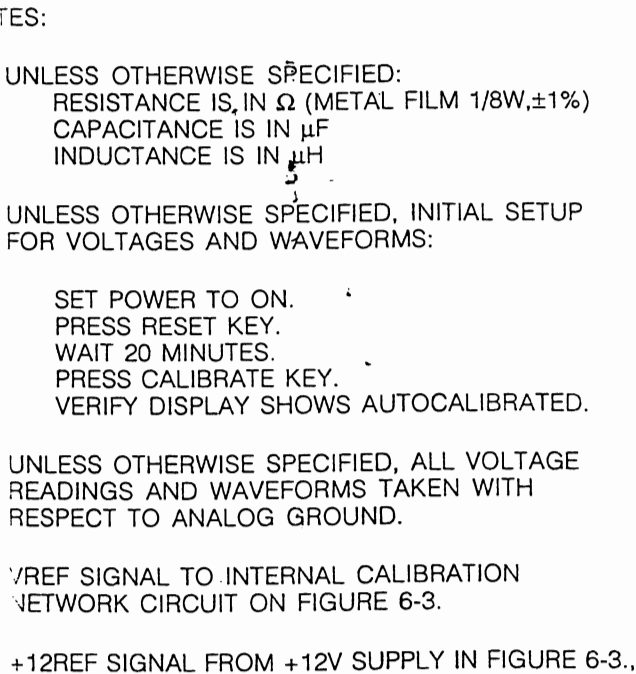 TES:
UNLESS OTHERWISE SPECIFIED:
RESISTANCE IS IN Ω (METAL FILM 1/8W,±1%)
CAPACITANCE IS IN μF
INDUCTANCE IS IN μH
UNLESS OTHERWISE SPECIFIED, INITIAL SETUP
FOR VOLTAGES AND WAVEFORMS:
SET POWER TO ON.
PRESS RESET KEY.
WAIT 20 MINUTES.
PRESS CALIBRATE KEY.
VERIFY DISPLAY SHOWS AUTOCALIBRATED.
UNLESS OTHERWISE SPECIFIED, ALL VOLTAGE
READINGS AND WAVEFORMS TAKEN WITH
RESPECT TO ANALOG GROUND.
VREF SIGNAL TO INTERNAL CALIBRATION
NETWORK CIRCUIT ON FIGURE 6-3.
+12REF SIGNAL FROM +12V SUPPLY IN FIGURE 6-3.,